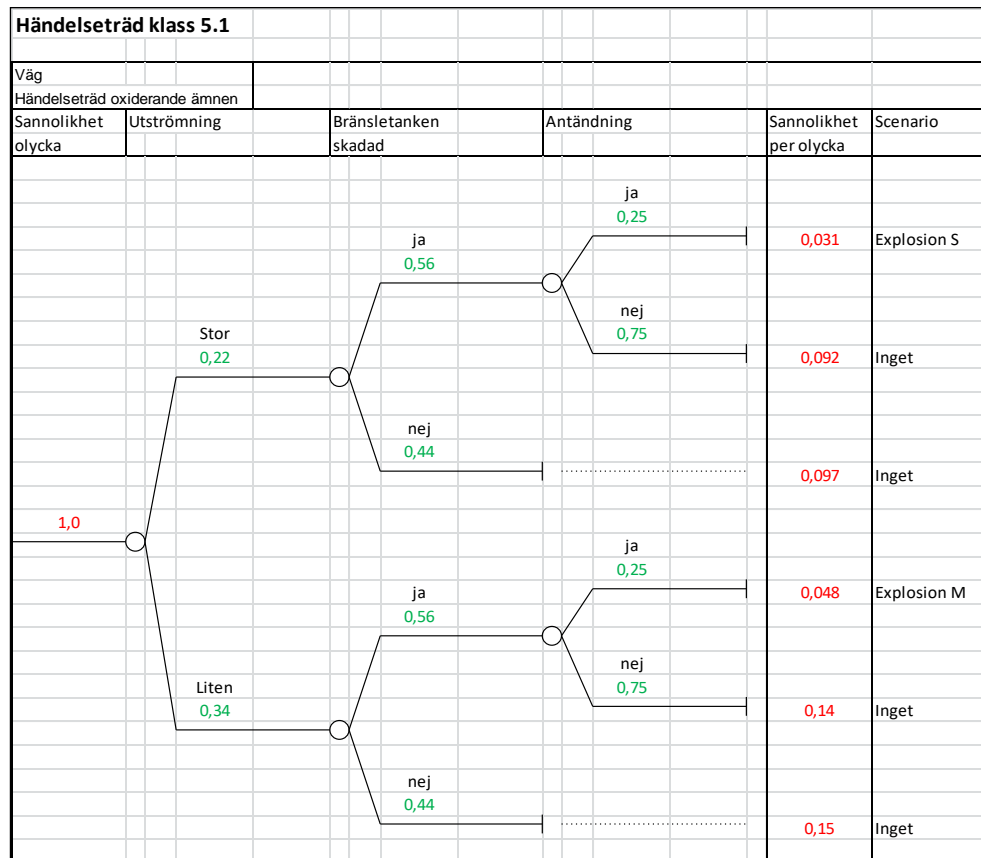 Händelseträd klass 5.1
Väg
Händelseträd oxiderande ämnen
Sannolikhet olycka
Utströmning
Bränsletanken skadad
Antändning
Sannolikhet per olycka
Scenario
ja
0,25
0,031 Explosion S
ja
0,56
nej
0,75
0,092 Inget
Stor
0,22
nej
0,44
0,097 Inget
1,0
ja
0,25
0,048 Explosion M
ja
0,56
nej
0,75
0,14 Inget
Liten
0,34
nej
0,44
0,15 Inget